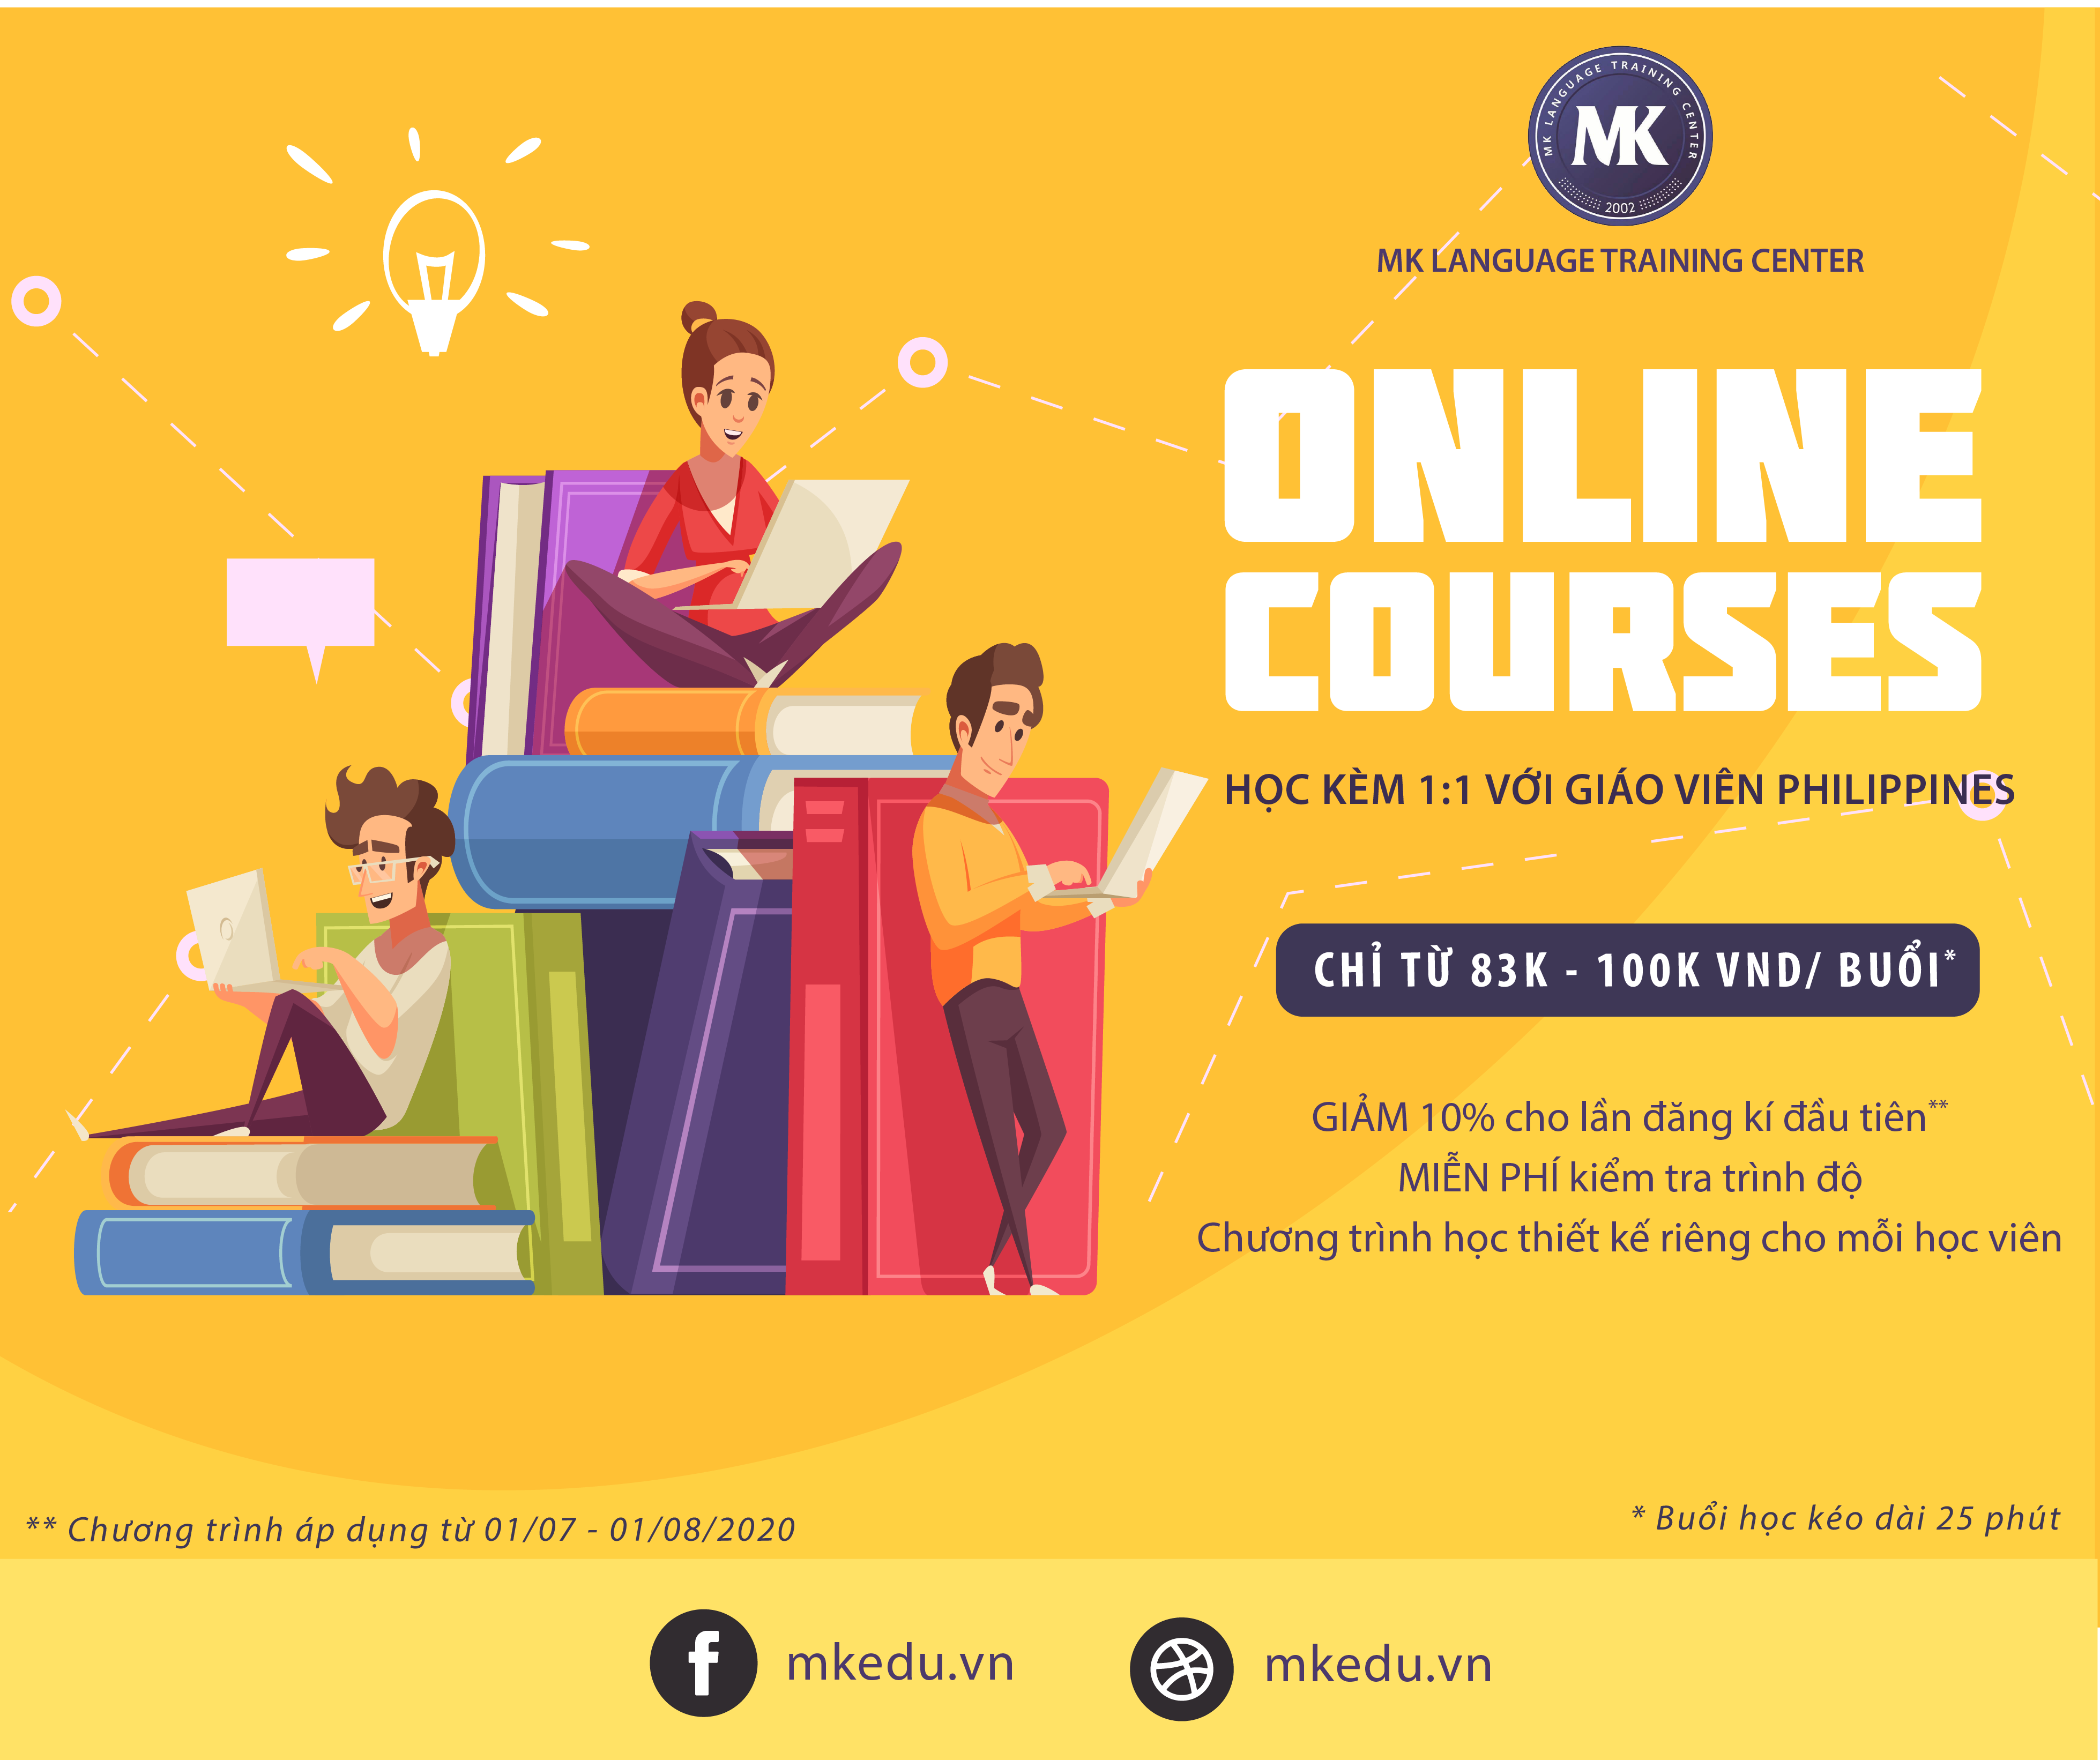 MK LANGUAGE TRAINING CENTER
MK
2002
MK LANGUAGE TRAINING CENTER
ONLINE
COURSES
HỌC KÈM 1:1 VỚI GIÁO VIÊN PHILIPPINES
CHỈ TỪ 83K - 100K VND/ BUỔI*
GIẢM 10% cho lần đăng kí đầu tiên**
MIỄN PHÍ kiểm tra trình độ
Chương trình học thiết kế riêng cho mỗi học viên
** Chương trình áp dụng từ 01/07 - 01/08/2020
* Buổi học kéo dài 25 phút
f mkedu.vn
mkedu.vn